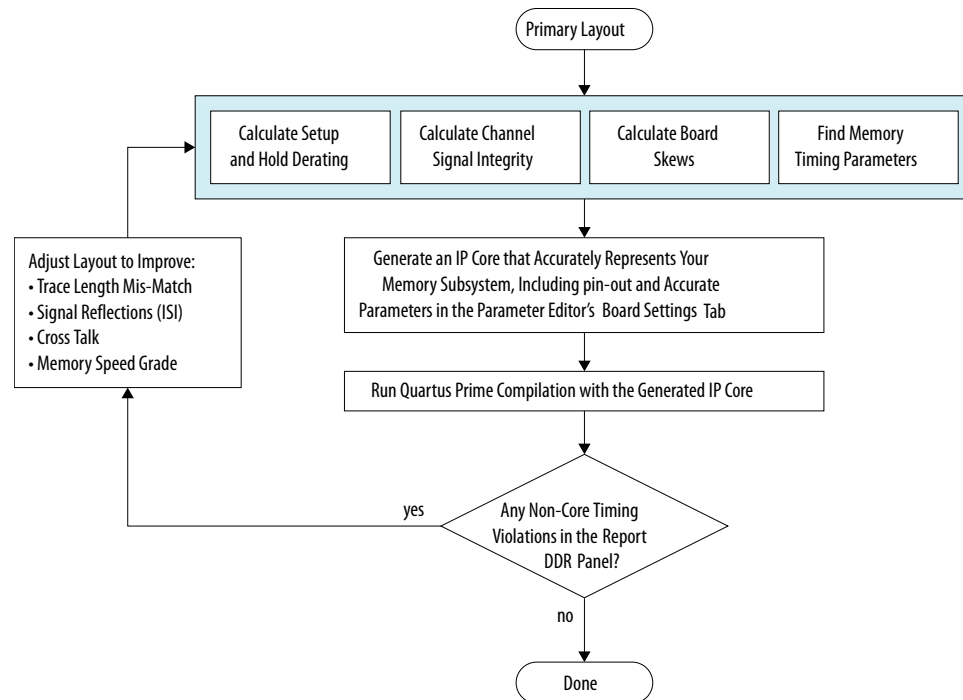 Primary Layout
Calculate Setup
and Hold Derating
Calculate Channel
Signal Integrity
Calculate Board
Skews
Find Memory
Timing Parameters
Generate an IP Core that Accurately Represents Your
Memory Subsystem, Including pin-out and Accurate
Parameters in the Parameter Editor’s Board Settings Tab
Adjust Layout to Improve:
• Trace Length Mis-Match
• Signal Reflections (ISI)
• Cross Talk
• Memory Speed Grade
Run Quartus Prime Compilation with the Generated IP Core
yes
Any Non-Core Timing
Violations in the Report
DDR Panel?
no
Done